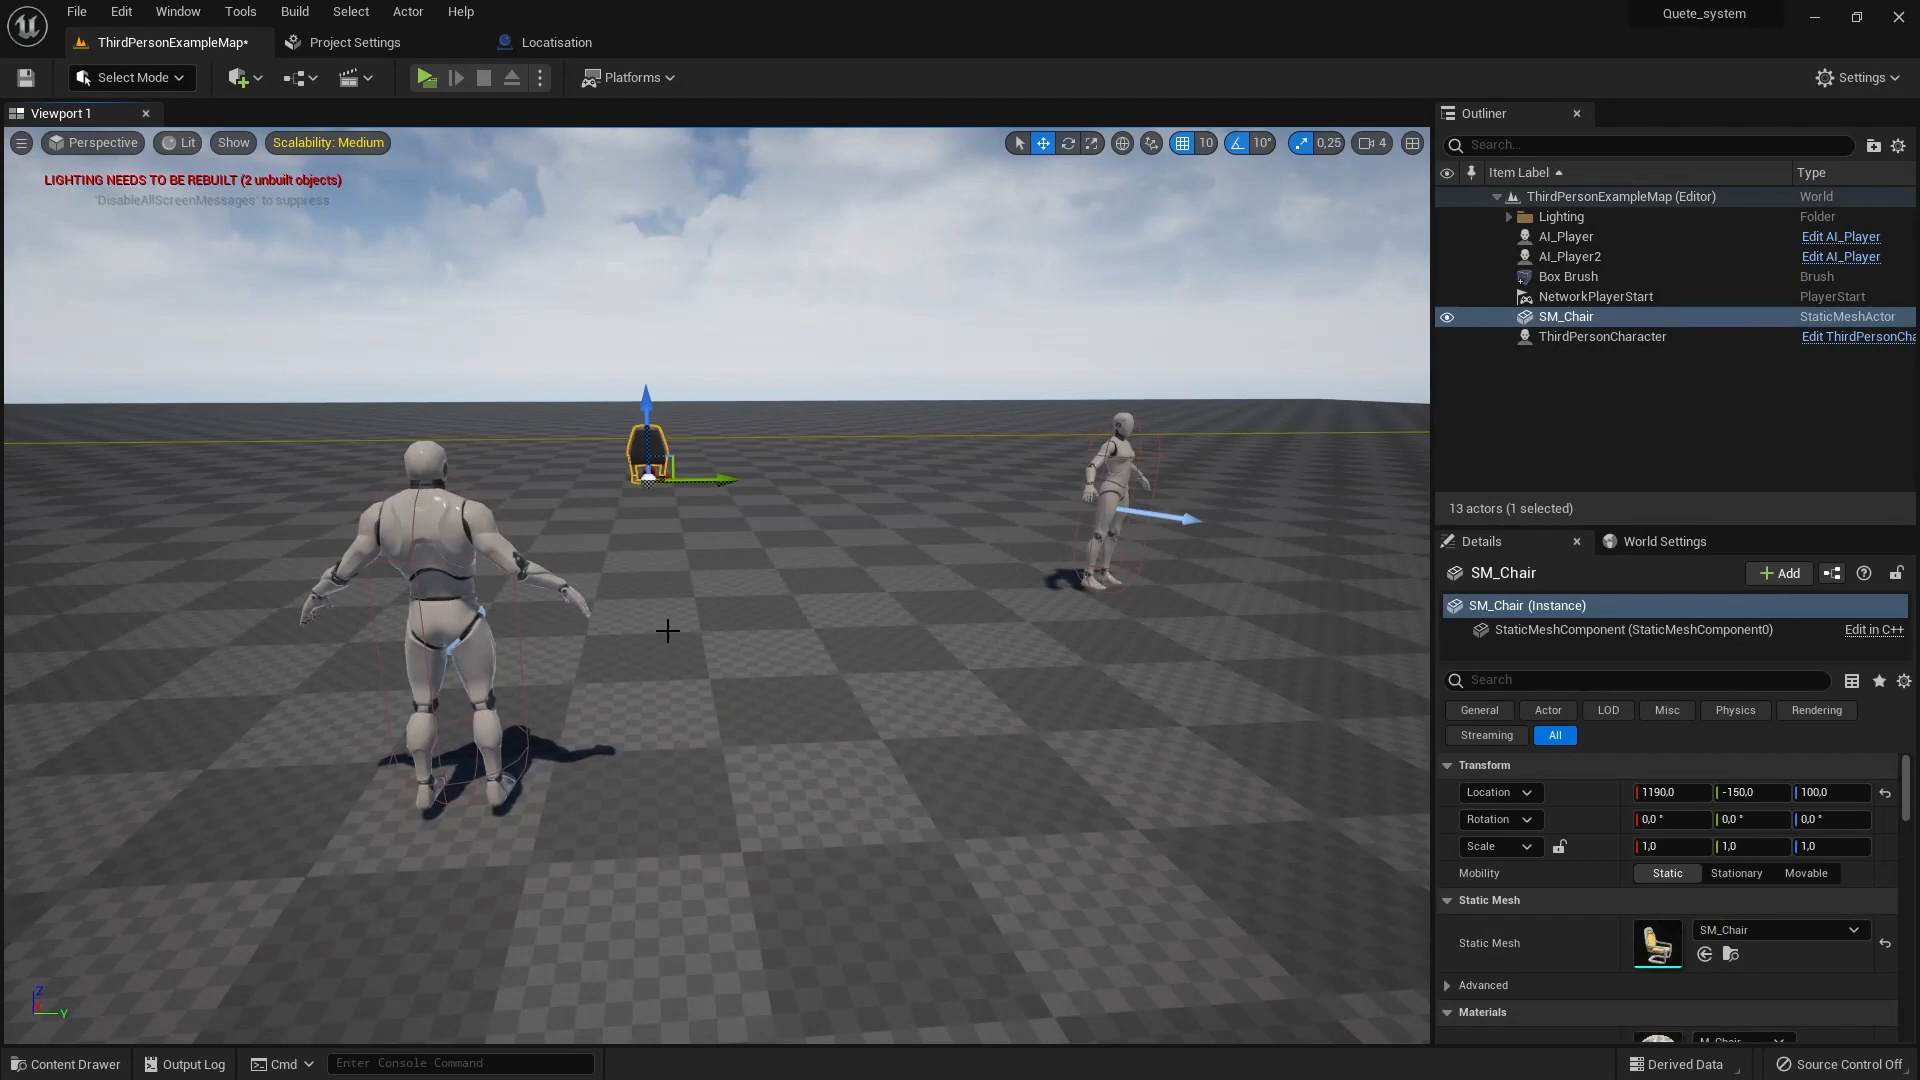 File Edit Window Tools Build Select Actor Help
Quete_system
ThirdPersonExampleMap*
Project Settings
Locatisation
Select Mode
Platforms
Settings
Viewport 1
Perspective
Lit
Show
Scalability: Medium
10
10°
0,25
4
LIGHTING NEEDS TO BE REBUILT (2 unbuilt objects)
'DisableAllScreenMessages' to suppress
Z
Y
Outliner
Search...
Item Label
Type
ThirdPersonExampleMap (Editor)
World
Lighting
Folder
AI_Player
Edit AI_Player
AI_Player2
Edit AI_Player
Box Brush
Brush
NetworkPlayerStart
PlayerStart
SM_Chair
StaticMeshActor
ThirdPersonCharacter
Edit ThirdPersonCha
13 actors (1 selected)
Details
World Settings
SM_Chair
Add
SM_Chair (Instance)
StaticMeshComponent (StaticMeshComponent0)
Edit in C++
Search
General
Actor
LOD
Misc
Physics
Rendering
Streaming
All
Transform
Location
1190,0
-150,0
100,0
Rotation
0,0 °
0,0 °
0,0 °
Scale
1,0
1,0
1,0
Mobility
Static
Stationary
Movable
Static Mesh
Static Mesh
SM_Chair
Advanced
Materials
Content Drawer
Output Log
Cmd
Enter Console Command
Derived Data
Source Control Off